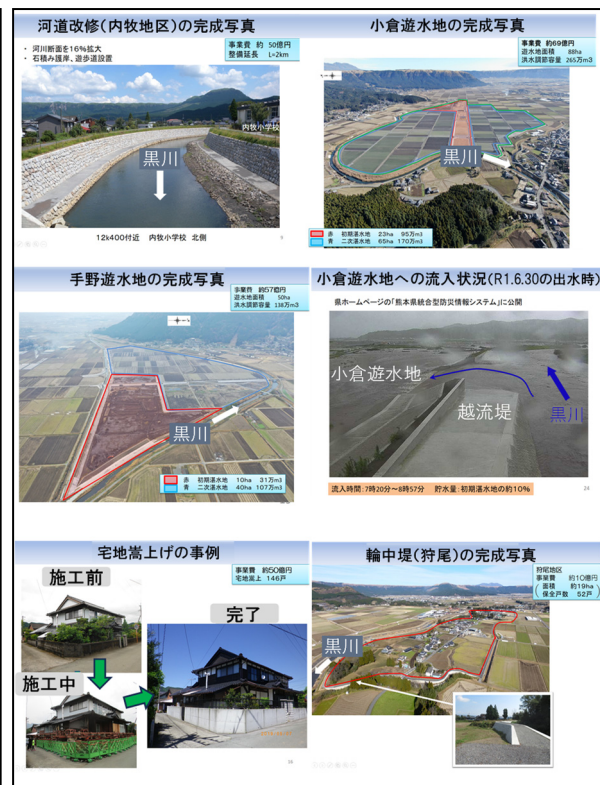 河道改修(内牧地区)の完成写真
・ 河川断面を16%拡大
・ 石積み護岸、遊歩道設置
事業費 約 50億円
整備延長 L=2km
内牧小学校
黒川
12k400付近 内牧小学校 北側
小倉遊水地の完成写真
事業費 約69億円
遊水地面積 88ha
洪水調節容量 265万m3
黒川
赤 初期湛水地 23ha 95万m3
青 二次湛水地 65ha 170万m3
手野遊水地の完成写真
事業費 約57億円
遊水地面積 50ha
洪水調節容量 138万m3
黒川
赤 初期湛水地 10ha 31万m3
青 二次湛水地 40ha 107万m3
小倉遊水地への流入状況(R1.6.30の出水時)
県ホームページの「熊本県統合型防災情報システム」に公開
小倉遊水地
越流堤
黒川
流入時間:7時20分~8時57分 貯水量:初期湛水地の約10%
24
宅地嵩上げの事例
事業費 約50億円
宅地嵩上 146戸
施工前
施工中
完了
輪中堤(狩尾)の完成写真
狩尾地区
事業費 約10億円
(面積 約19ha
保全戸数 52戸)
黒川